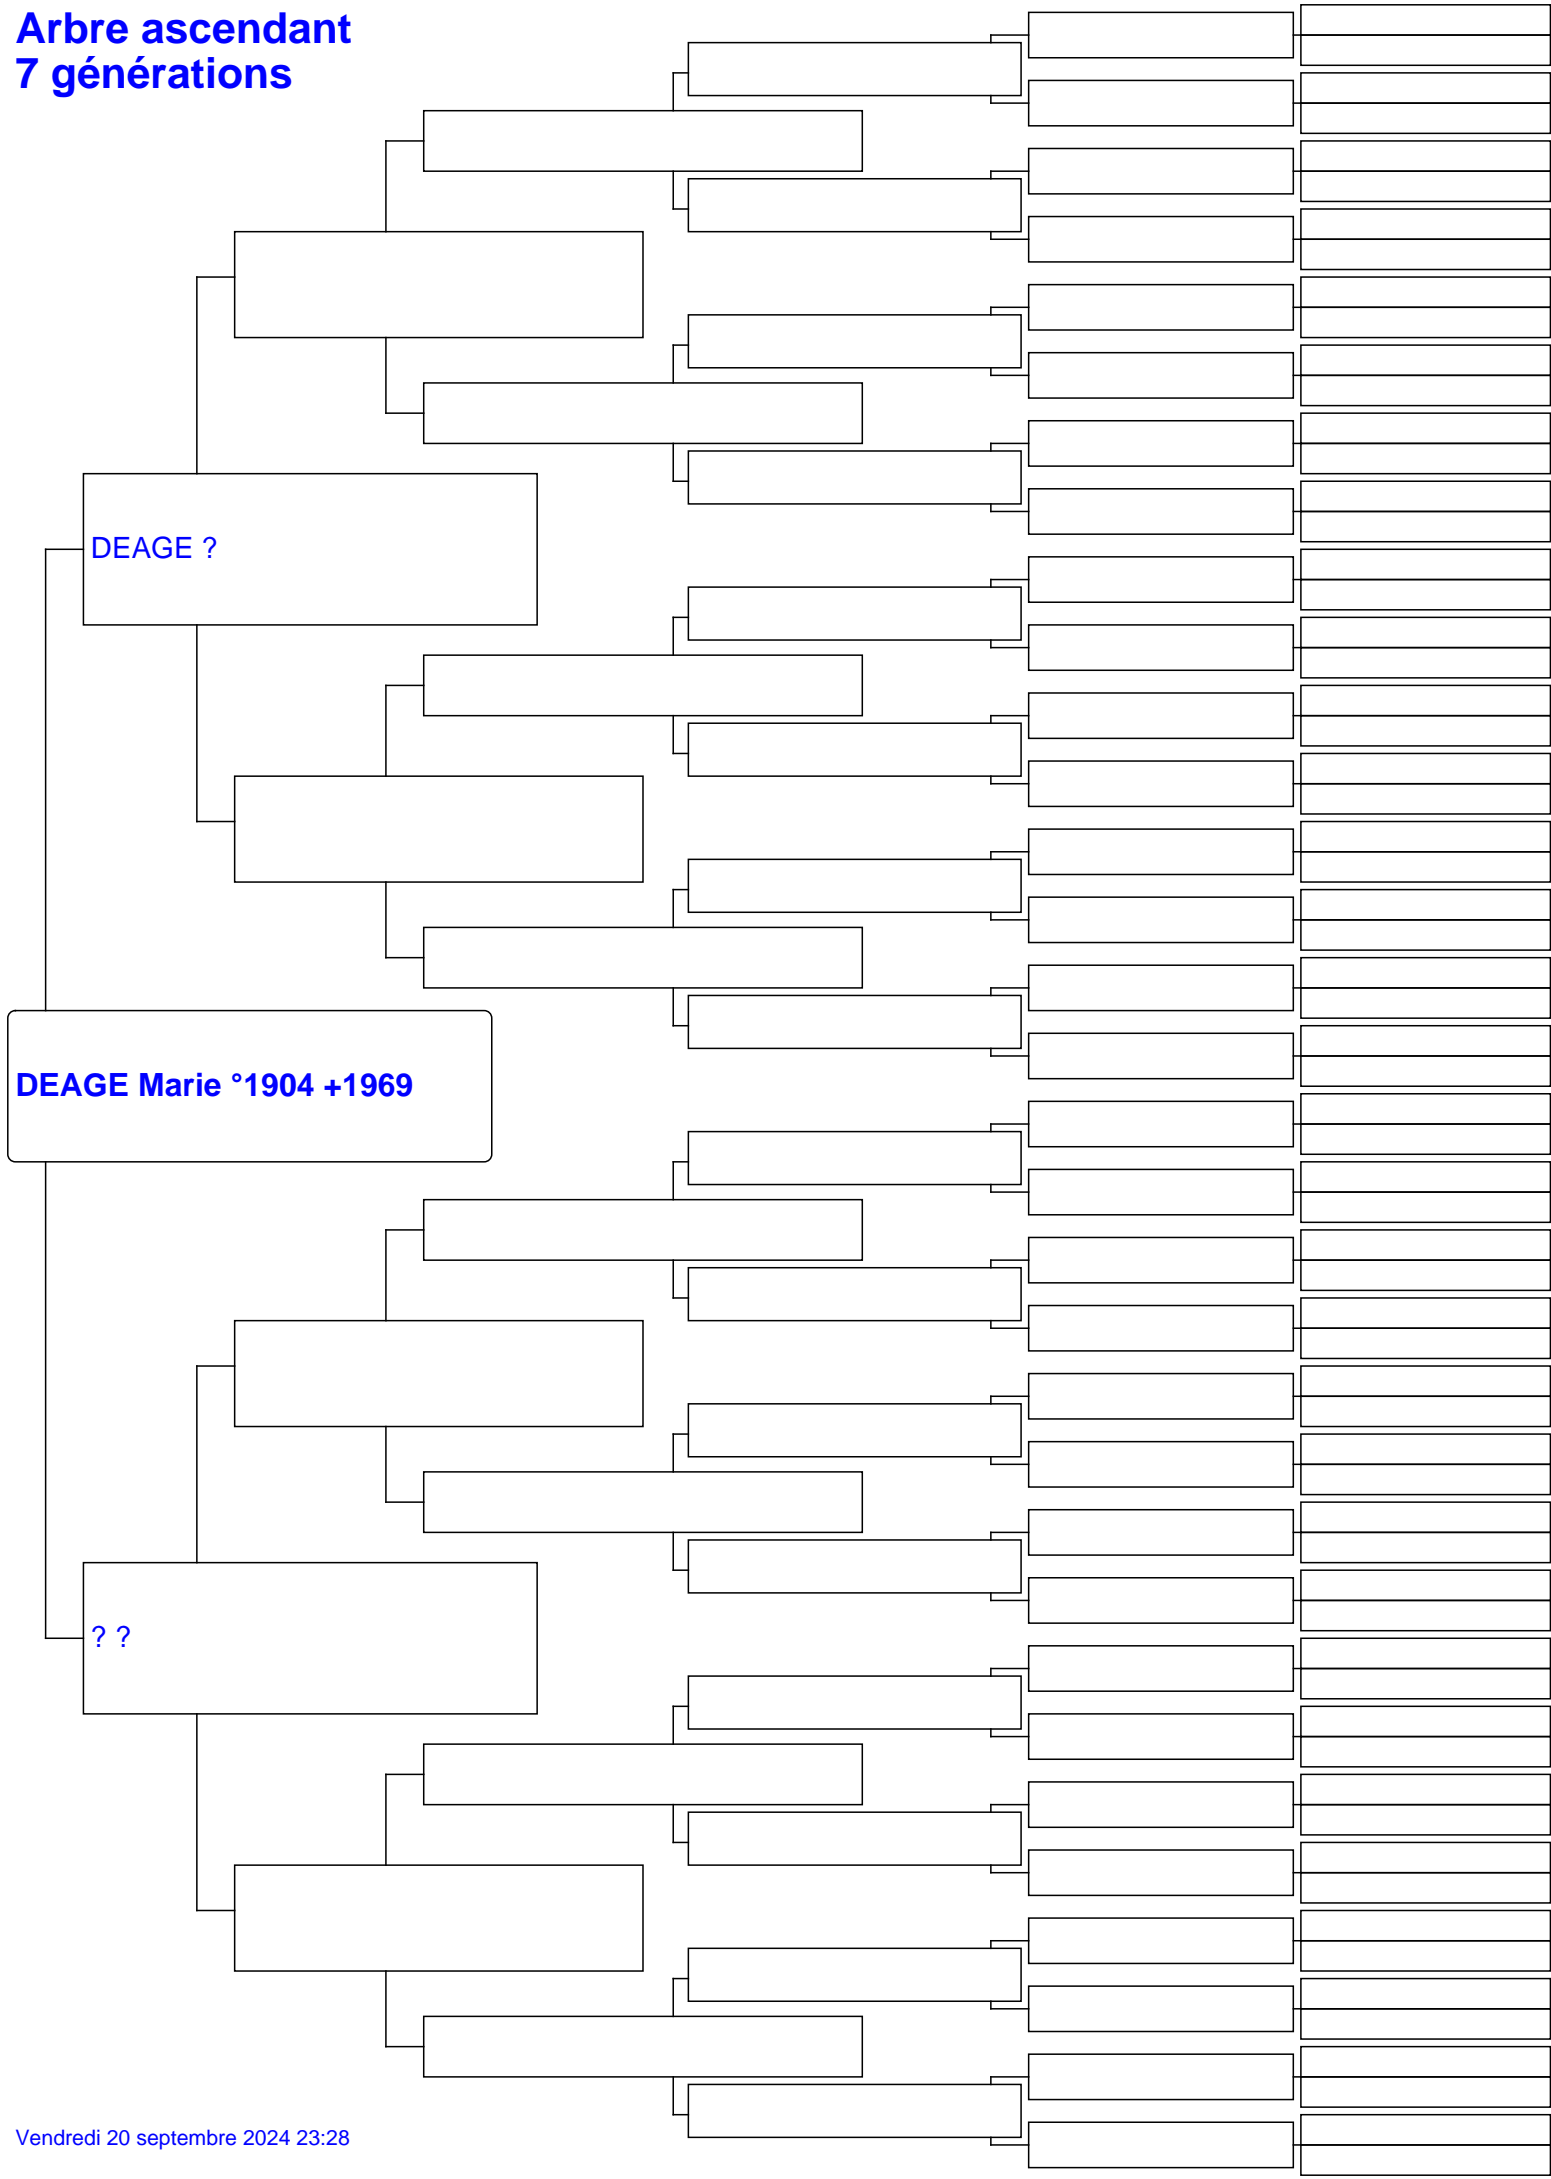 Arbre ascendant
7 générations
DEAGE ?
DEAGE Marie °1904 +1969
? ?
Vendredi 20 septembre 2024 23:28